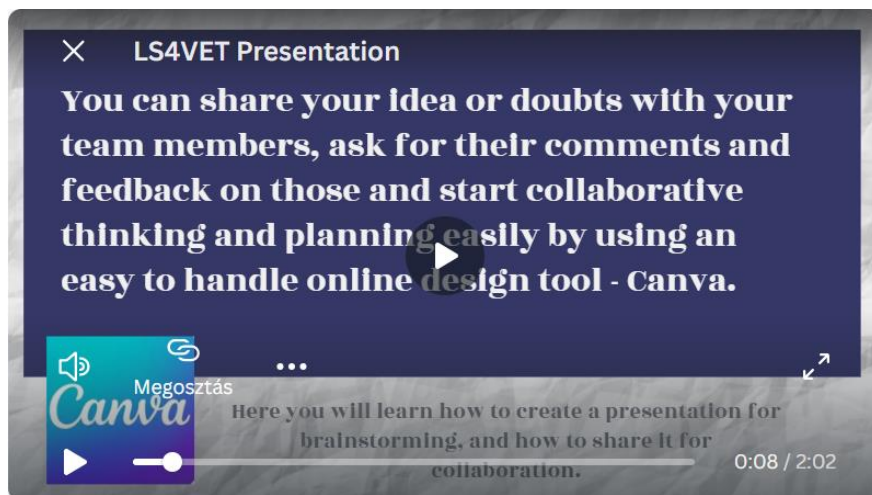 LS4VET Presentation
You can share your idea or doubts with your
team members, ask for their comments and
feedback on those and start collaborative
thinking and planning easily by using an
easy to handle online design tool - Canva.
Megosztás
Canva
Here you will learn how to create a presentation for
brainstorming, and how to share it for
collaboration.
0:08 / 2:02